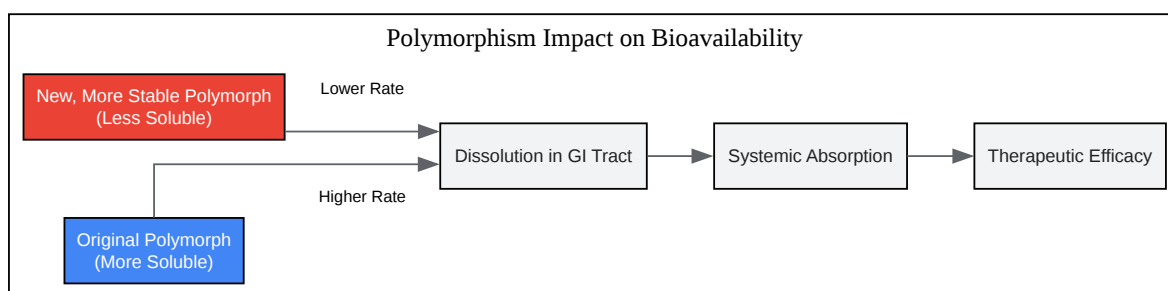 Polymorphism Impact on Bioavailability
New, More Stable Polymorph
(Less Soluble)
Lower Rate
Dissolution in GI Tract
Systemic Absorption
Therapeutic Efficacy
Higher Rate
Original Polymorph
(More Soluble)